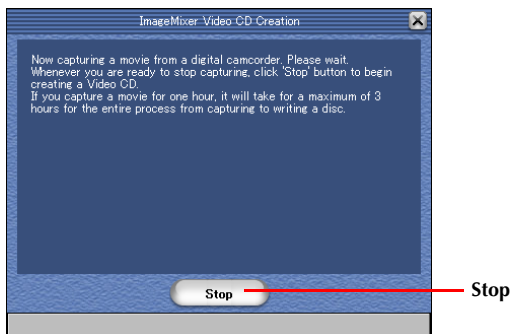 ImageMixer Video CD Creation
Now capturing a movie from a digital camcorder. Please wait.
Whenever you are ready to stop capturing, click 'Stop' button to begin
creating a Video CD.
If you capture a movie for one hour, it will take for a maximum of 3
hours for the entire process from capturing to writing a disc.
Stop
Stop